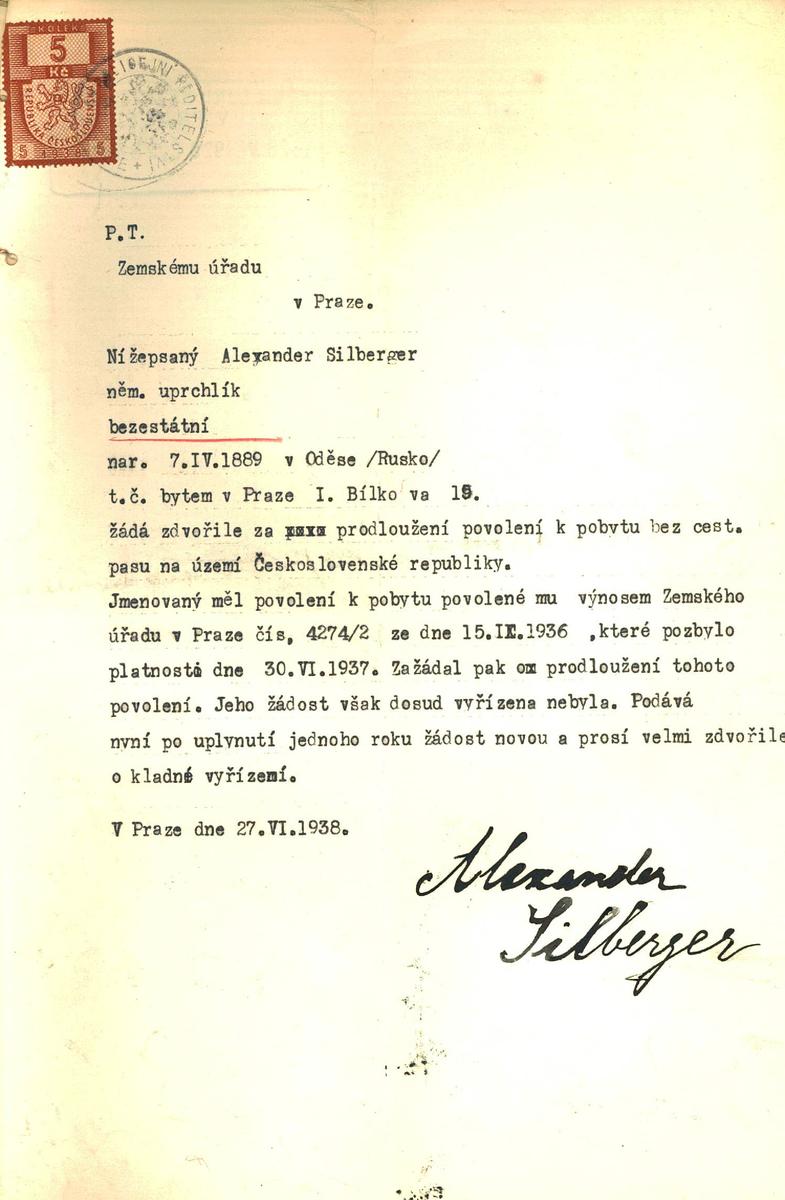 KOLEK
5
Kč
REPUBLIKA ČESKOSLOVENSKÁ
5 5
P.T.
Zemskému úřadu
v Praze.
Nížepsaný Alexander Silberger
něm. uprchlík
bezestátní
nar. 7.IV.1889 v Oděse /Rusko/
t.č. bytem v Praze I. Bílko va 15.
žádá zdvořile za xxxx prodloužení povolení k pobytu bez cest.
pasu na území Československé republiky.
Jmenovaný měl povolení k pobytu povolené mu výnosem Zemského
úřadu v Praze čís, 4274/2 ze dne 15.IX.1936 ,které pozbylo
platnosti dne 30.VI.1937. Zažádal pak ox prodloužení tohoto
povolení. Jeho žádost však dosud vyřízena nebyla. Podává
nyní po uplynutí jednoho roku žádost novou a prosí velmi zdvořile
o kladné vyřízení.
V Praze dne 27.VI.1938.
Alexander
Silberger